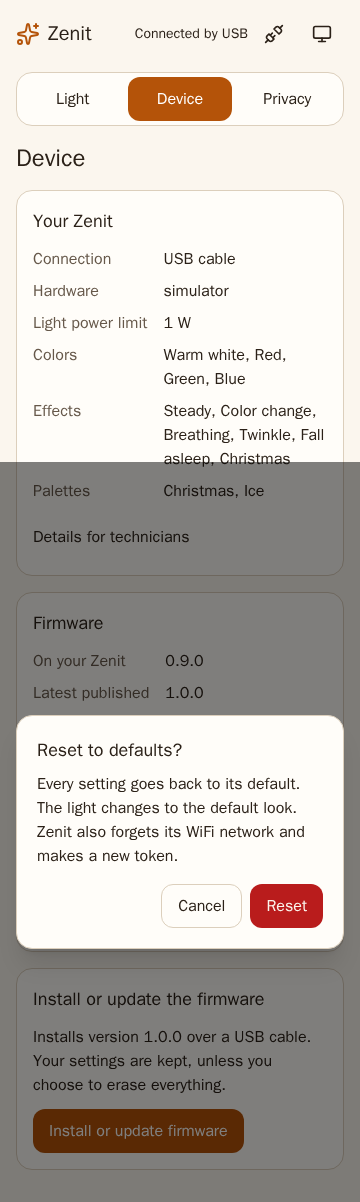 Zenit
Connected by USB
Light
Device
Privacy
Device
Your Zenit
Connection USB cable
Hardware simulator
Light power limit 1 W
Colors Warm white, Red,
Green, Blue
Effects Steady, Color change,
Breathing, Twinkle, Fall
asleep, Christmas
Palettes Christmas, Ice
Details for technicians
Firmware
On your Zenit 0.9.0
Latest published 1.0.0
Reset to defaults?
Every setting goes back to its default.
The light changes to the default look.
Zenit also forgets its WiFi network and
makes a new token.
Cancel
Reset
Install or update the firmware
Installs version 1.0.0 over a USB cable.
Your settings are kept, unless you
choose to erase everything.
Install or update firmware